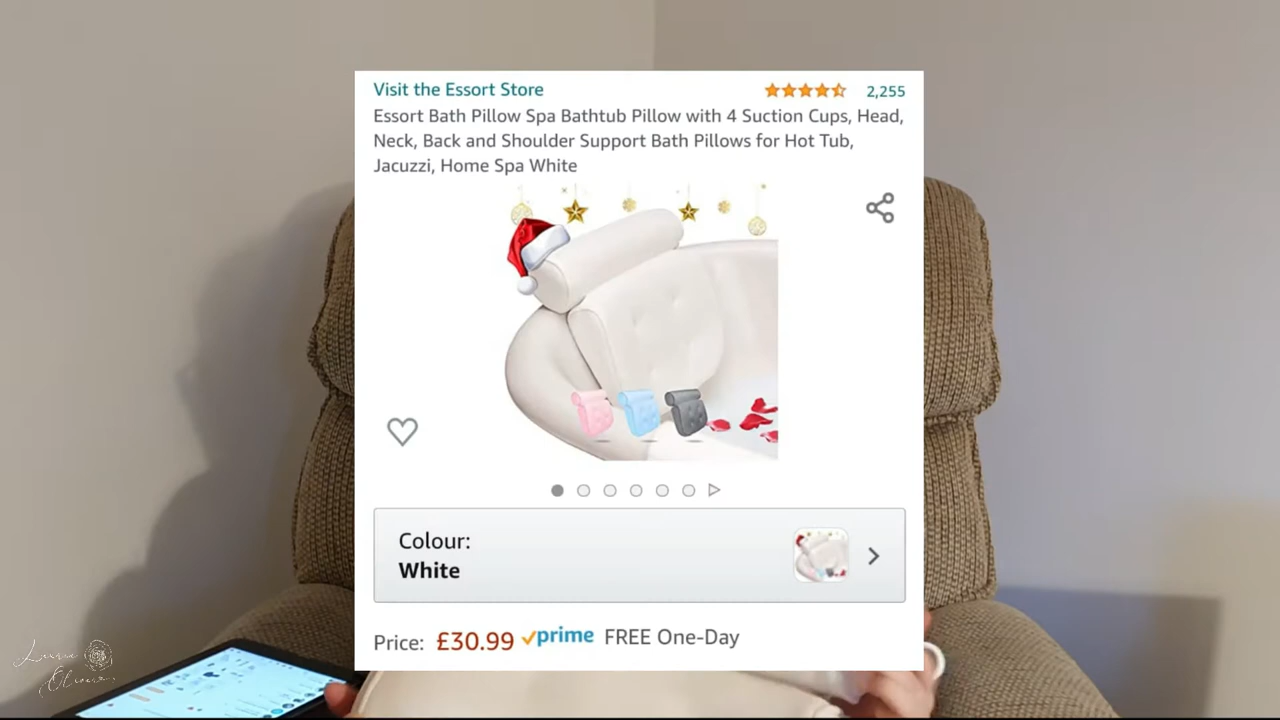 Visit the Essort Store
2,255
Essort Bath Pillow Spa Bathtub Pillow with 4 Suction Cups, Head,
Neck, Back and Shoulder Support Bath Pillows for Hot Tub,
Jacuzzi, Home Spa White
Colour:
White
Price: £30.99 prime FREE One-Day